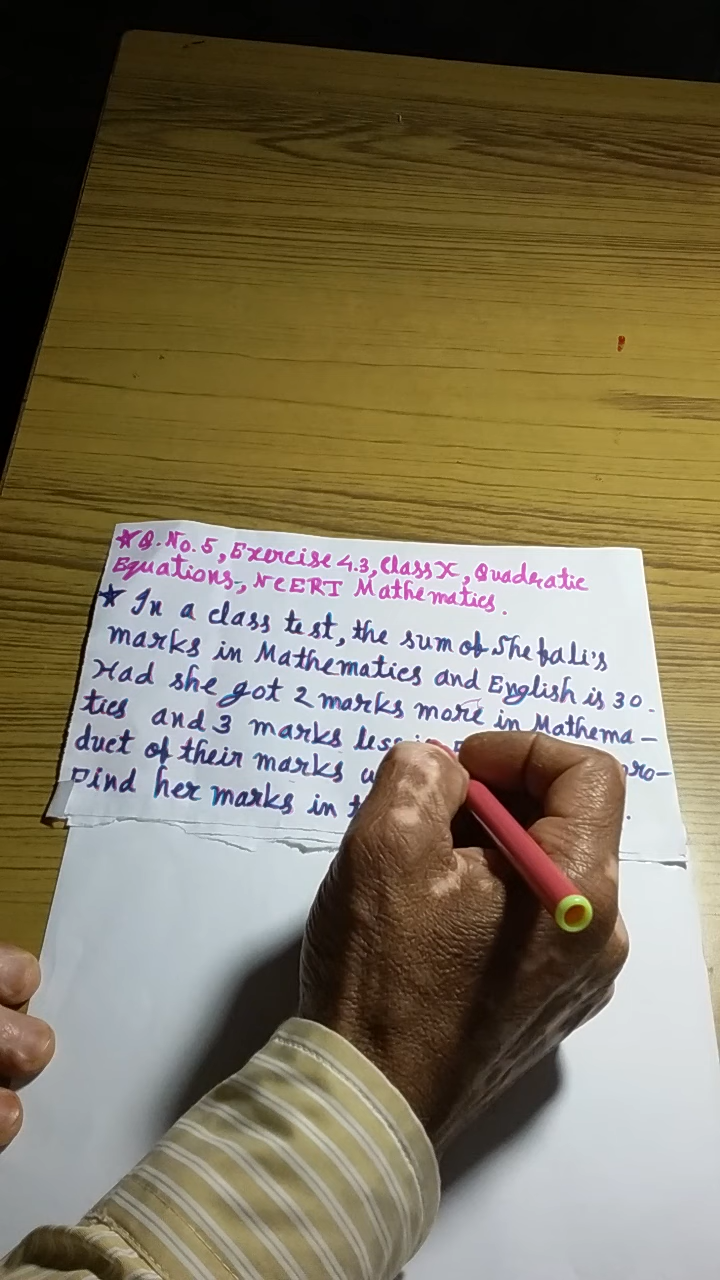 *Q.No.5, Exercise 4.3, Class X, Quadratic
Equations, NCERT Mathematics.
* In a class test, the sum of Shefali's
marks in Mathematics and English is 30.
Had she got 2 marks more in Mathema-
tics and 3 marks less in pro-
duct of their marks
Find her marks in